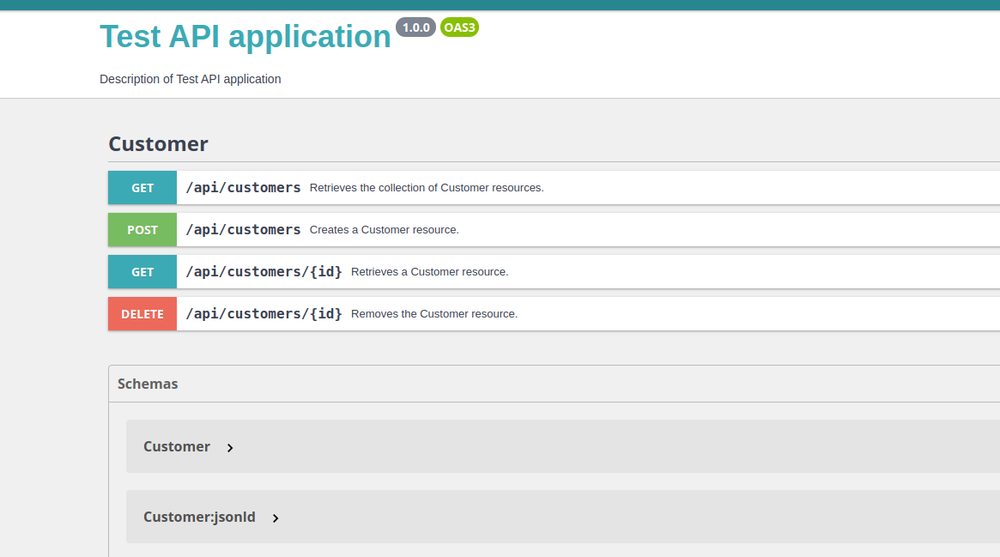 Test API application 1.0.0 OAS3
Description of Test API application
Customer
GET /api/customers Retrieves the collection of Customer resources.
POST /api/customers Creates a Customer resource.
GET /api/customers/{id} Retrieves a Customer resource.
DELETE /api/customers/{id} Removes the Customer resource.
Schemas
Customer
Customer:jsonld